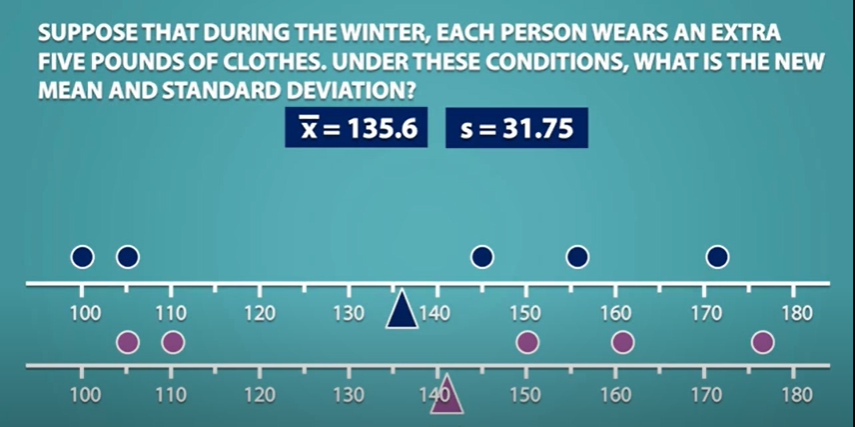 SUPPOSE THAT DURING THE WINTER, EACH PERSON WEARS AN EXTRA
FIVE POUNDS OF CLOTHES. UNDER THESE CONDITIONS, WHAT IS THE NEW
MEAN AND STANDARD DEVIATION?
x̅ = 135.6 s = 31.75
100 110 120 130 140 150 160 170 180
100 110 120 130 140 150 160 170 180